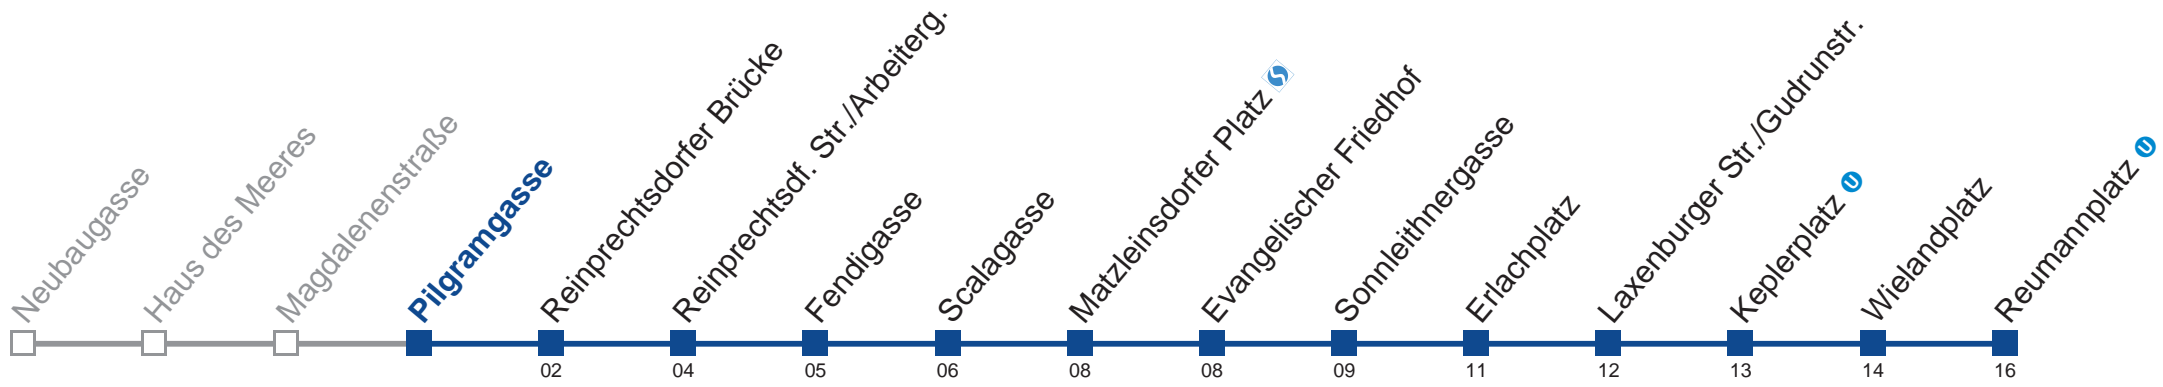 Neubaugasse
Haus des Meeres
Magdalenenstraße
Pilgramgasse
Reinprechtsdorfer Brücke
Reinprechtsdf. Str./Arbeiterg.
Fendigasse
Scalagasse
Matzleinsdorfer Platz
Evangelischer Friedhof
Sonnleithnergasse
Erlachplatz
Laxenburger Str./Gudrunstr.
Keplerplatz U
Wielandplatz
Reumannplatz U
02 04 05 06 08 08 09 11 12 13 14 16